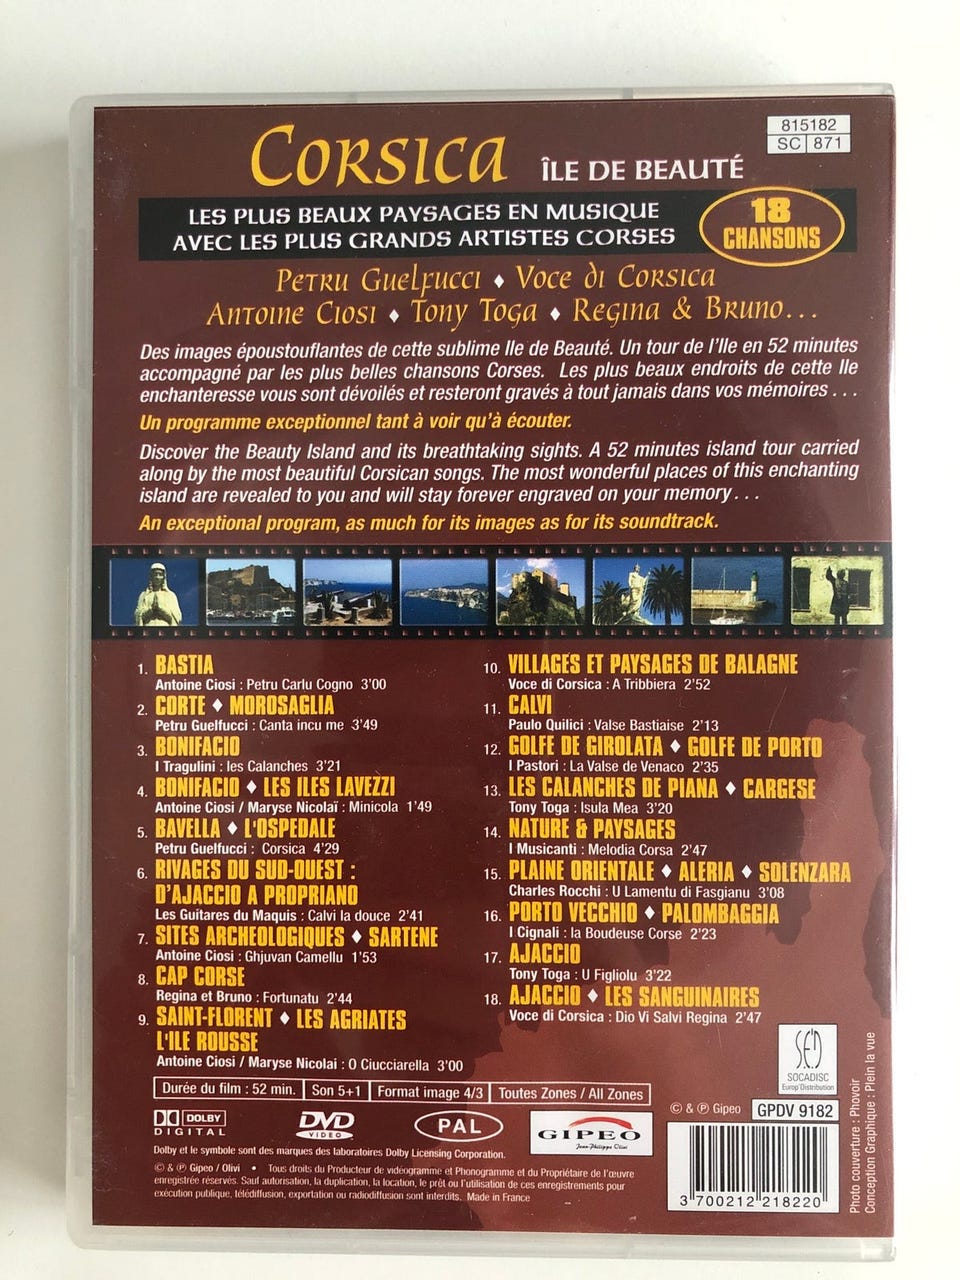 815182
SC 871
CORSICA ÎLE DE BEAUTÉ
LES PLUS BEAUX PAYSAGES EN MUSIQUE
AVEC LES PLUS GRANDS ARTISTES CORSES
18
CHANSONS
PETRU GUELFUCCI ♦ VOCE DI CORSICA
ANTOINE CIOSI ♦ TONY TOGA ♦ REGINA & BRUNO...
Des images époustouflantes de cette sublime Ile de Beauté. Un tour de l'Ile en 52 minutes
accompagné par les plus belles chansons Corses. Les plus beaux endroits de cette Ile
enchanteresse vous sont dévoilés et resteront gravés à tout jamais dans vos mémoires . . .
Un programme exceptionnel tant à voir qu'à écouter.
Discover the Beauty Island and its breathtaking sights. A 52 minutes island tour carried
along by the most beautiful Corsican songs. The most wonderful places of this enchanting
island are revealed to you and will stay forever engraved on your memory . . .
An exceptional program, as much for its images as for its soundtrack.
1. BASTIA
Antoine Ciosi : Petru Carlu Cogno 3'00
2. CORTE ♦ MOROSAGLIA
Petru Guelfucci : Canta incu me 3'49
3. BONIFACIO
I Tragulini : les Calanches 3'21
4. BONIFACIO ♦ LES ILES LAVEZZI
Antoine Ciosi / Maryse Nicolaï : Minicola 1'49
5. BAVELLA ♦ L'OSPEDALE
Petru Guelfucci : Corsica 4'29
6. RIVAGES DU SUD-OUEST :
D'AJACCIO A PROPRIANO
Les Guitares du Maquis : Calvi la douce 2'41
7. SITES ARCHEOLOGIQUES ♦ SARTENE
Antoine Ciosi : Ghjuvan Camellu 1'53
8. CAP CORSE
Regina et Bruno : Fortunatu 2'44
9. SAINT-FLORENT ♦ LES AGRIATES
L'ILE ROUSSE
Antoine Ciosi / Maryse Nicolai : O Ciucciarella 3'00
10. VILLAGES ET PAYSAGES DE BALAGNE
Voce di Corsica : A Tribbiera 2'52
11. CALVI
Paulo Quilici : Valse Bastiaise 2'13
12. GOLFE DE GIROLATA ♦ GOLFE DE PORTO
I Pastori : La Valse de Venaco 2'35
13. LES CALANCHES DE PIANA ♦ CARGESE
Tony Toga : Isula Mea 3'20
14. NATURE & PAYSAGES
I Musicanti : Melodia Corsa 2'47
15. PLAINE ORIENTALE ♦ ALERIA ♦ SOLENZARA
Charles Rocchi : U Lamentu di Fasgianu 3'08
16. PORTO VECCHIO ♦ PALOMBAGGIA
I Cignali : la Boudeuse Corse 2'23
17. AJACCIO
Tony Toga : U Figliolu 3'22
18. AJACCIO ♦ LES SANGUINAIRES
Voce di Corsica : Dio Vi Salvi Regina 2'47
SED
SOCADISC
Europ'Distribution
Durée du film : 52 min. Son 5+1 Format image 4/3 Toutes Zones / All Zones
DOLBY
DIGITAL
DVD
VIDEO
PAL
GIPEO
Jean-Philippe Olivi
© & ℗ Gipeo GPDV 9182
Dolby et le symbole sont des marques des laboratoires Dolby Licensing Corporation.
© & ℗ Gipeo / Olivi • Tous droits du Producteur de vidéogramme et Phonogramme et du Propriétaire de l'œuvre
enregistrée réservés. Sauf autorisation, la duplication, la location, le prêt ou l'utilisation de ces enregistrements pour
exécution publique, télédiffusion, exportation ou radiodiffusion sont interdits. Made in France
3 700212 218220
Photo couverture : Phovoir
Conception Graphique : Plein la vue